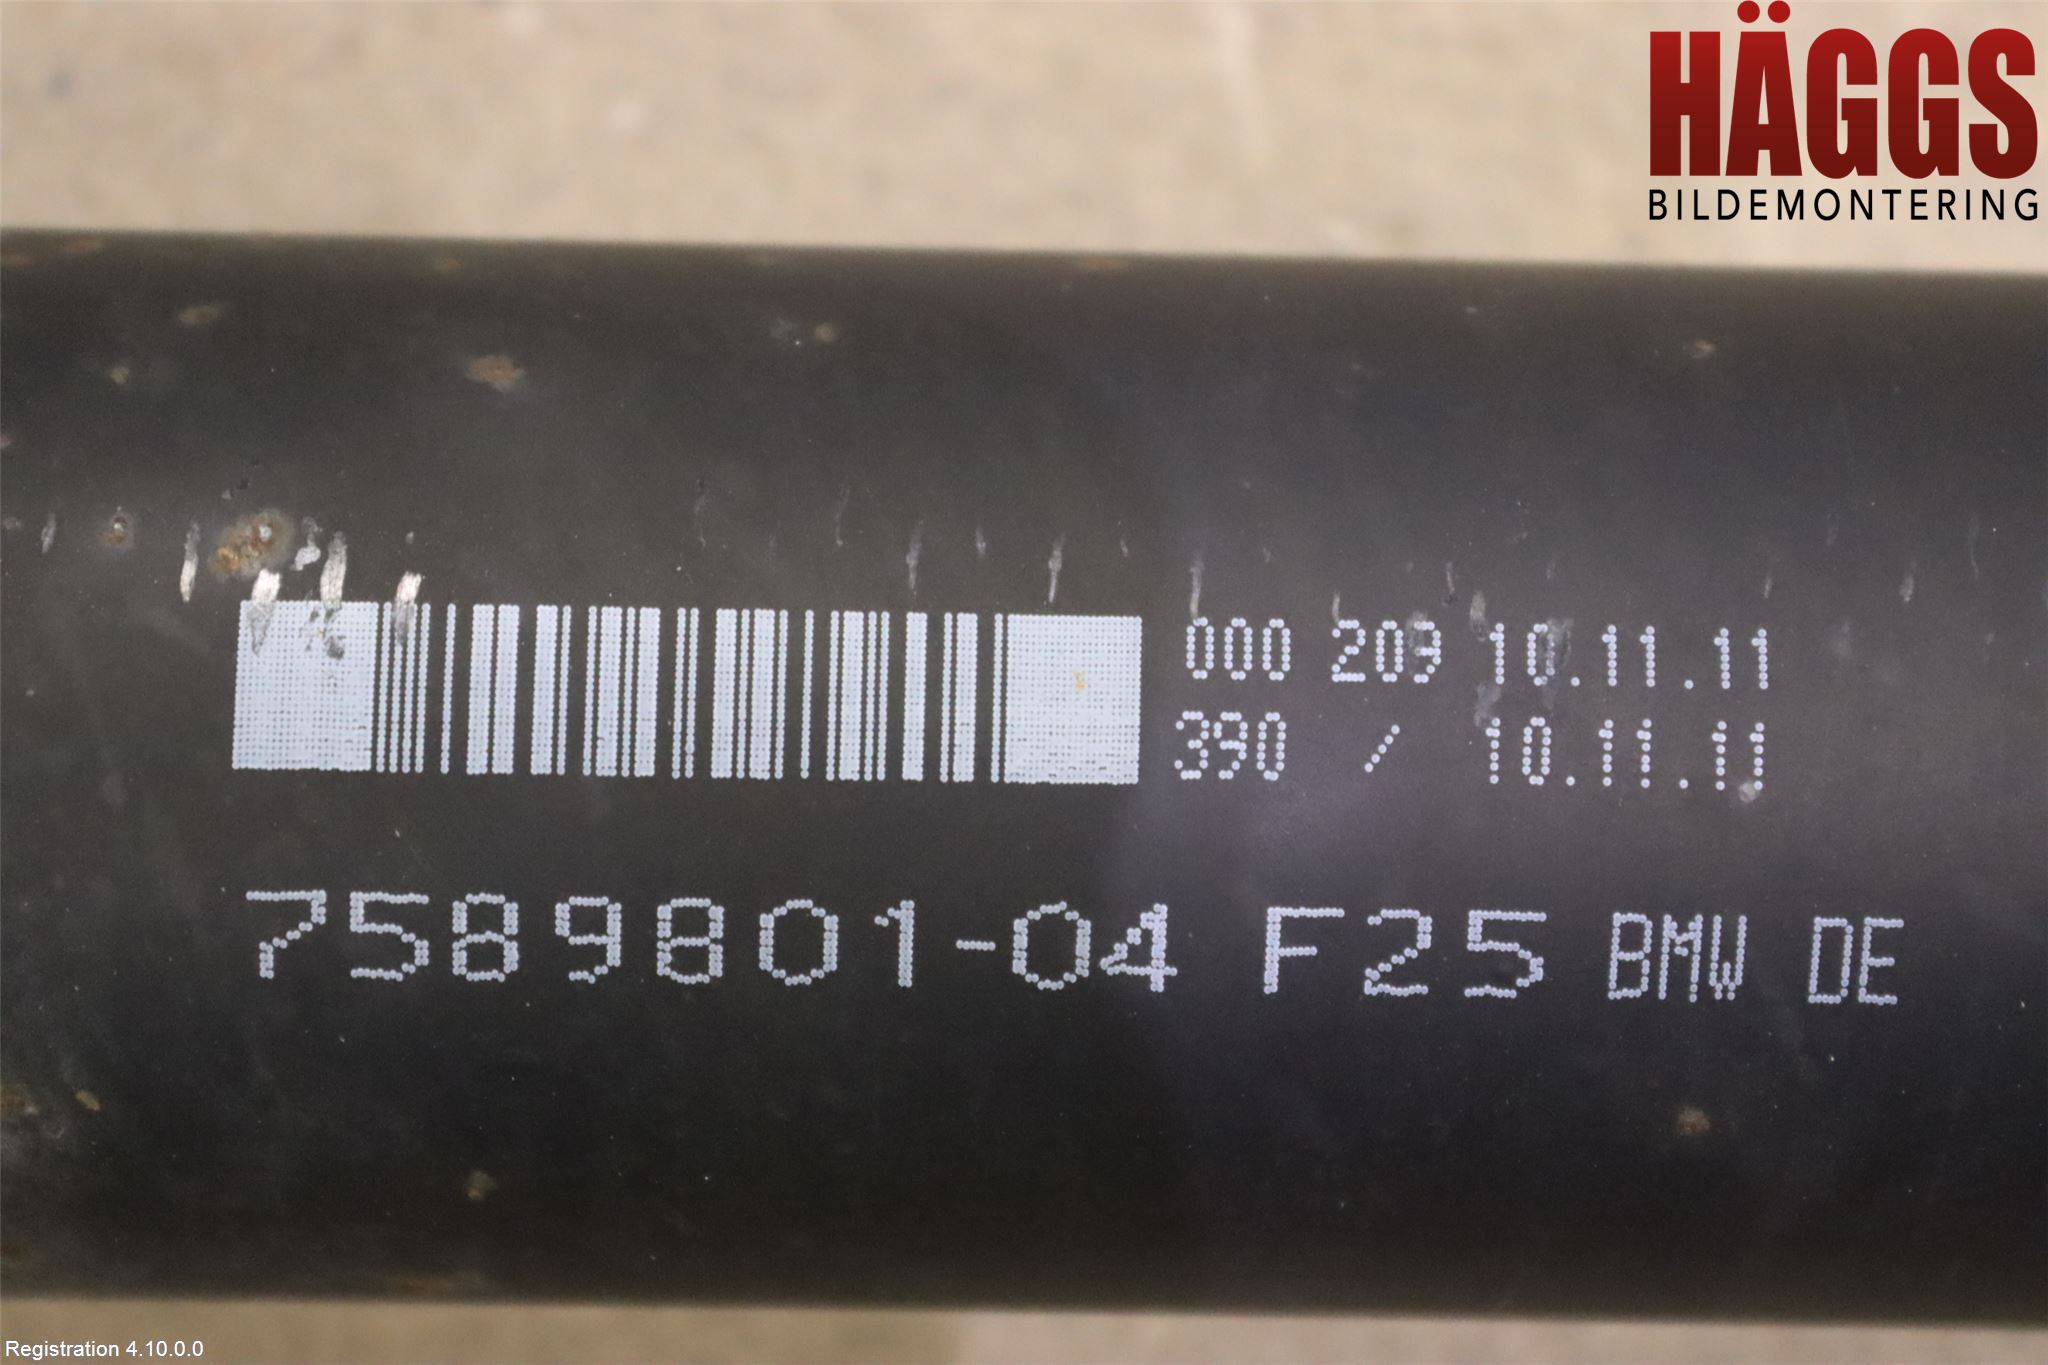 HÄGGS
BILDEMONTERING
000 209 10.11.11
390 / 10.11.11
7589801-04 F25 BMW DE
Registration 4.10.0.0